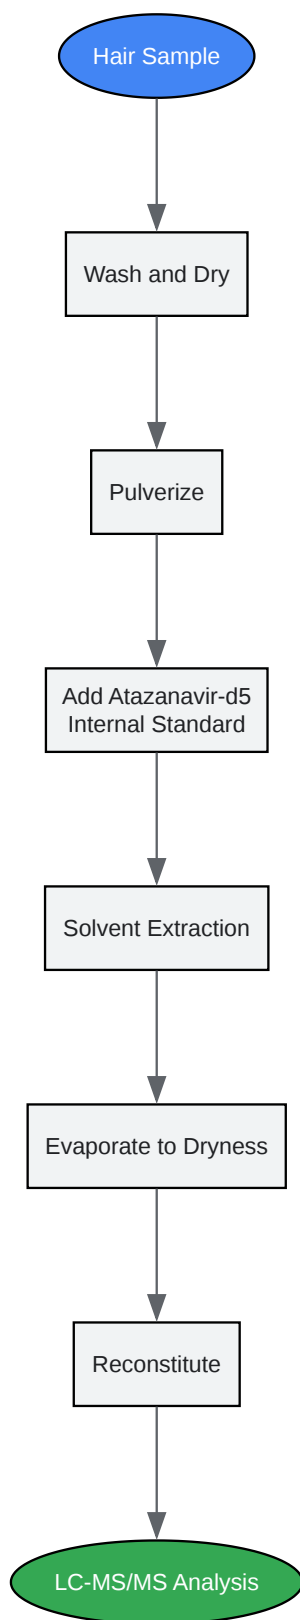 Hair Sample
Wash and Dry
Pulverize
Add Atazanavir-d5
Internal Standard
Solvent Extraction
Evaporate to Dryness
Reconstitute
LC-MS/MS Analysis